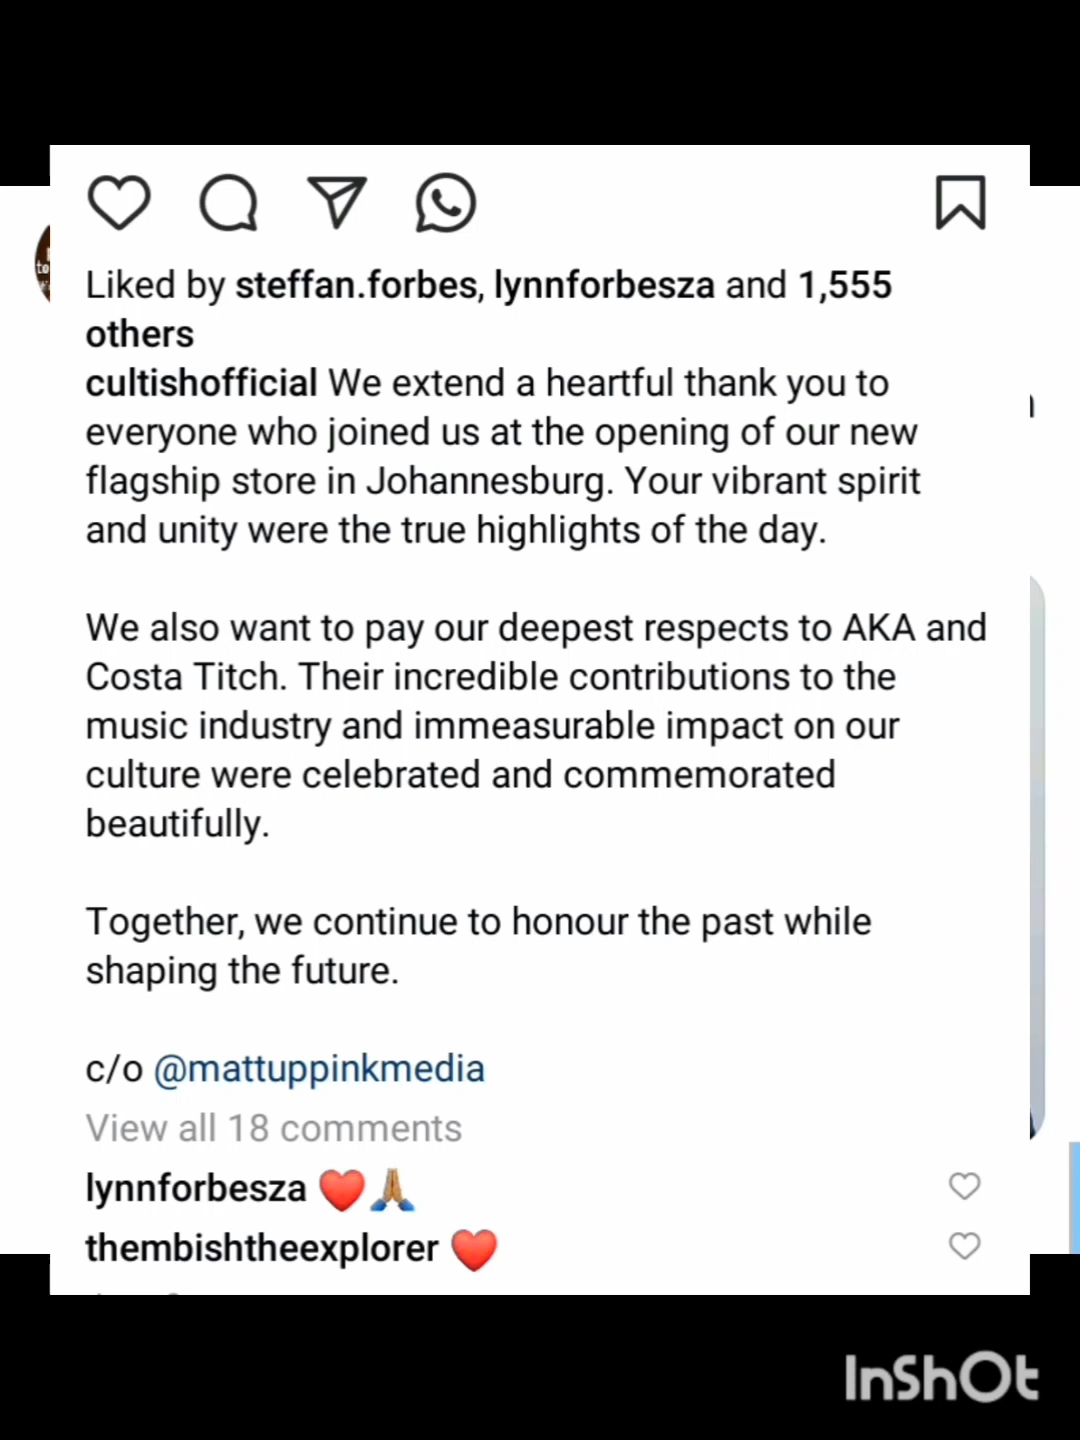 Liked by steffan.forbes, lynnforbesza and 1,555
others
cultishofficial We extend a heartful thank you to
everyone who joined us at the opening of our new
flagship store in Johannesburg. Your vibrant spirit
and unity were the true highlights of the day.
We also want to pay our deepest respects to AKA and
Costa Titch. Their incredible contributions to the
music industry and immeasurable impact on our
culture were celebrated and commemorated
beautifully.
Together, we continue to honour the past while
shaping the future.
c/o @mattuppinkmedia
View all 18 comments
lynnforbesza ❤️🙏🏽
thembishtheexplorer ❤️
InShOt